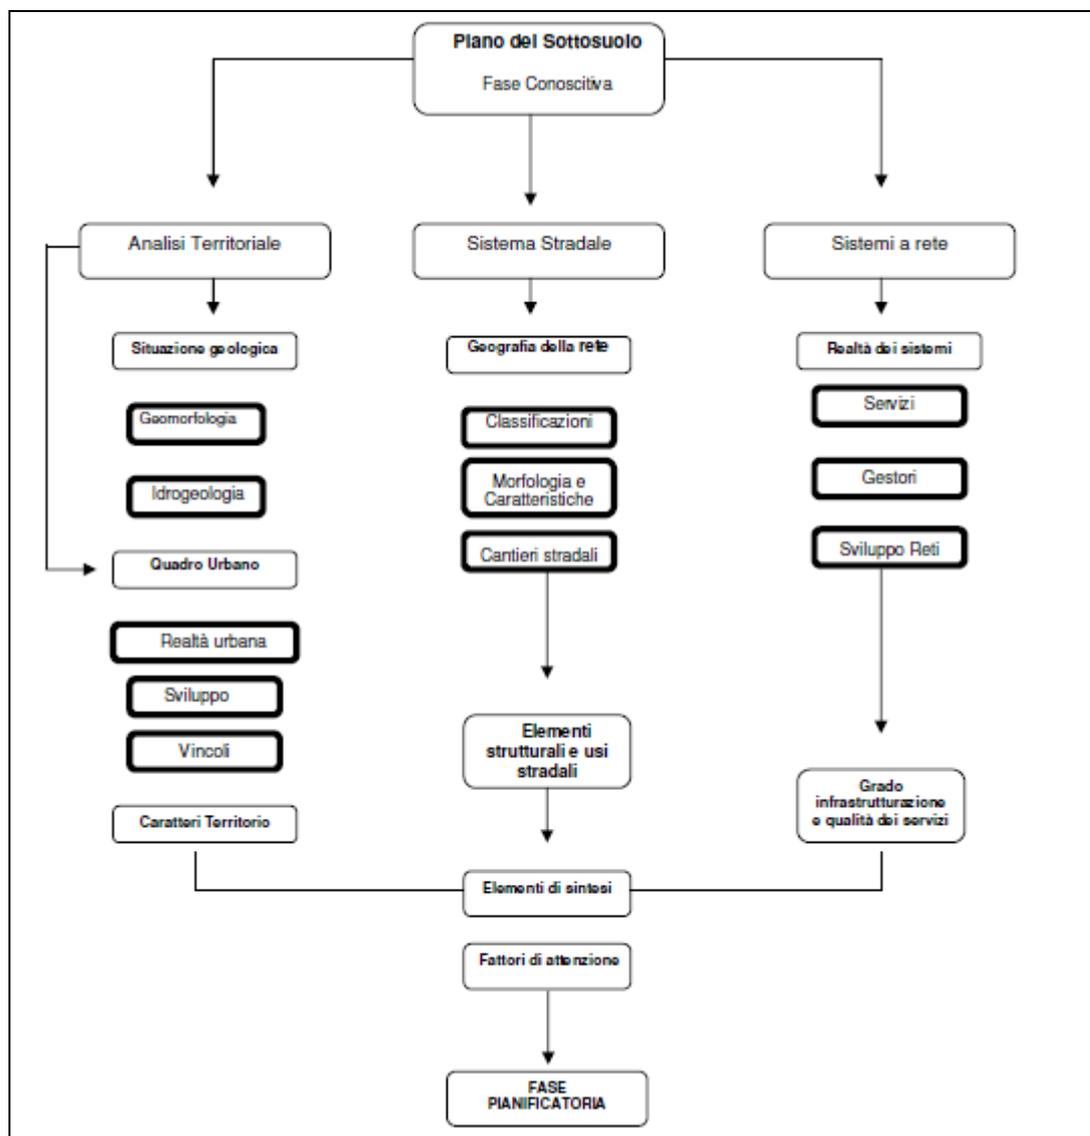 Piano del Sottosuolo
Fase Conoscitiva
Analisi Territoriale
Sistema Stradale
Sistemi a rete
Situazione geologica
Geografia della rete
Realtà dei sistemi
Geomorfologia
Classificazioni
Servizi
Idrogeologia
Morfologia e
Caratteristiche
Gestori
Quadro Urbano
Cantieri stradali
Sviluppo Reti
Realtà urbana
Sviluppo
Vincoli
Elementi
strutturali e usi
stradali
Caratteri Territorio
Grado
infrastrutturazione
e qualità dei servizi
Elementi di sintesi
Fattori di attenzione
FASE
PIANIFICATORIA